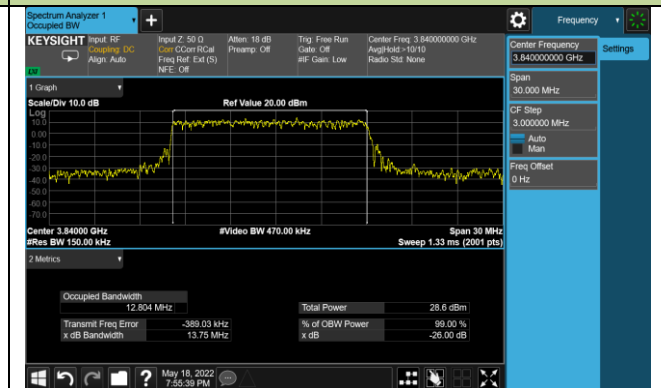 Spectrum Analyzer 1
Occupied BW
+
Frequency
KEYSIGHT Input: RF
Coupling: DC
Align: Auto
Input Z: 50 Ω
Corr CCorr RCal
Freq Ref: Ext (S)
NFE: Off
Atten: 18 dB
Preamp: Off
Trig: Free Run
Gate: Off
#IF Gain: Low
Center Freq: 3.840000000 GHz
Avg|Hold:>10/10
Radio Std: None
Center Frequency
3.840000000 GHz
Settings
Span
30.000 MHz
CF Step
3.000000 MHz
Auto
Man
Freq Offset
0 Hz
1 Graph
Scale/Div 10.0 dB
Ref Value 20.00 dBm
Log
10.0
0.00
-10.0
-20.0
-30.0
-40.0
-50.0
-60.0
-70.0
Center 3.84000 GHz
#Video BW 470.00 kHz
Span 30 MHz
#Res BW 150.00 kHz
Sweep 1.33 ms (2001 pts)
2 Metrics
Occupied Bandwidth
12.804 MHz
Total Power 28.6 dBm
Transmit Freq Error -389.03 kHz
% of OBW Power 99.00 %
x dB Bandwidth 13.75 MHz
x dB -26.00 dB
?
May 18, 2022
7:55:39 PM